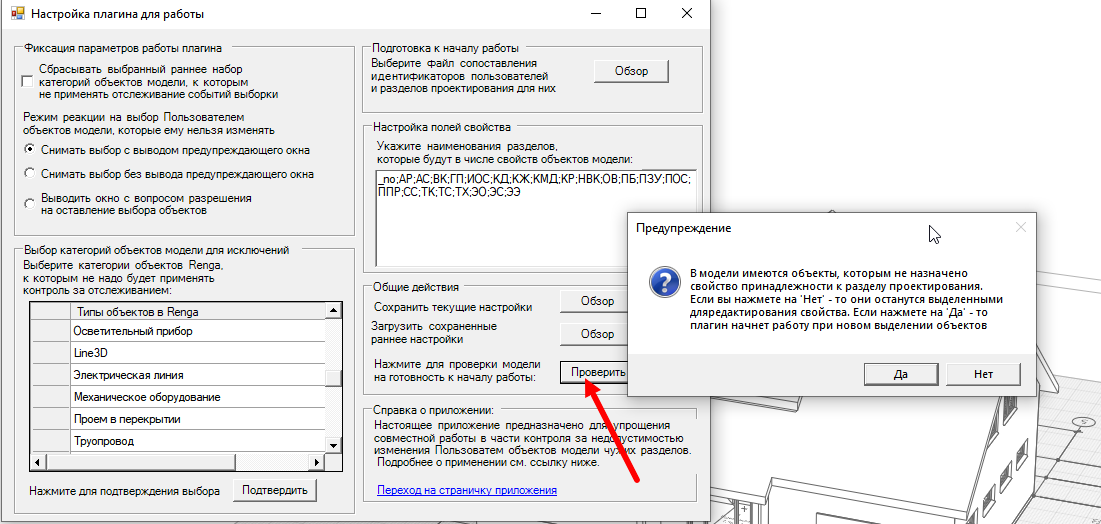 Настройка плагина для работы
Фиксация параметров работы плагина
Сбрасывать выбранный раннее набор
категорий объектов модели, к которым
не применять отслеживание событий выборки
Режим реакции на выбор Пользователем
объектов модели, которые ему нельзя изменять
Снимать выбор с выводом предупреждающего окна
Снимать выбор без вывода предупреждающего окна
Выводить окно с вопросом разрешения
на оставление выбора объектов
Выбор категорий объектов модели для исключений
Выберите категории объектов Renga,
к которым не надо будет применять
контроль за отслеживанием:
Типы объектов в Renga
Осветительный прибор
Line3D
Электрическая линия
Механическое оборудование
Проем в перекрытии
Труопровод
Нажмите для подтверждения выбора
Подтвердить
Подготовка к началу работы
Выберите файл сопоставления
идентификаторов пользователей
и разделов проектирования для них
Обзор
Настройка полей свойства
Укажите наименования разделов,
которые будут в числе свойств объектов модели:
_no;АР;АС;ВК;ГП;ИОС;КД;КЖ;КМД;КР;НВК;ОВ;ПБ;ПЗУ;ПОС;
ППР;СС;ТК;ТС;ТХ;ЭО;ЭС;ЭЭ
Общие действия
Сохранить текущие настройки
Обзор
Загрузить сохраненные
раннее настройки
Обзор
Нажмите для проверки модели
на готовность к началу работы:
Проверить
Справка о приложении:
Настоящее приложение предназначено для упрощения
совместной работы в части контроля за недопустимостью
изменения Пользователем объектов модели чужих разделов.
Подробнее о применении см. ссылку ниже.
Переход на страничку приложения
Предупреждение
В модели имеются объекты, которым не назначено
свойство принадлежности к разделу проектирования.
Если вы нажмете на 'Нет' - то они останутся выделенными
дляредактирования свойства. Если нажмете на 'Да' - то
плагин начнет работу при новом выделении объектов
Да
Нет
5